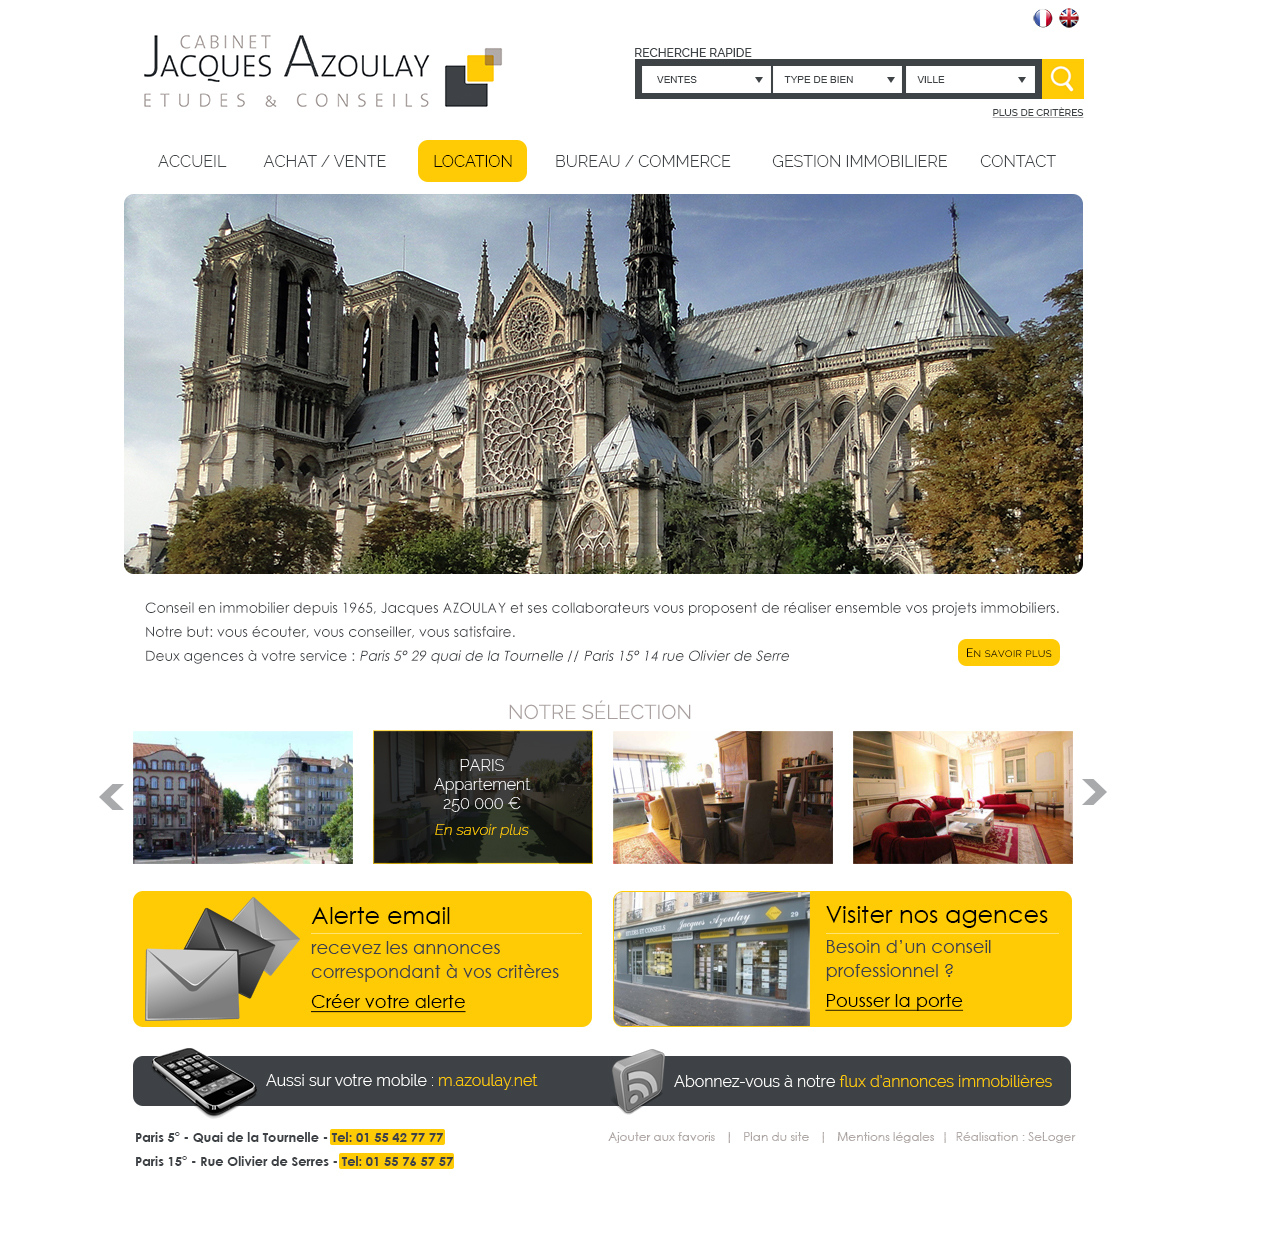 CABINET
JACQUES AZOULAY
ETUDES & CONSEILS
RECHERCHE RAPIDE
VENTES
TYPE DE BIEN
VILLE
PLUS DE CRITÈRES
ACCUEIL
ACHAT / VENTE
LOCATION
BUREAU / COMMERCE
GESTION IMMOBILIERE
CONTACT
Conseil en immobilier depuis 1965, Jacques AZOULAY et ses collaborateurs vous proposent de réaliser ensemble vos projets immobiliers.
Notre but: vous écouter, vous conseiller, vous satisfaire.
Deux agences à votre service : Paris 5° 29 quai de la Tournelle // Paris 15° 14 rue Olivier de Serre
EN SAVOIR PLUS
NOTRE SÉLECTION
PARIS
Appartement
250 000 €
En savoir plus
Alerte email
recevez les annonces
correspondant à vos critères
Créer votre alerte
ETUDES ET CONSEILS Jacques Azoulay 29
Visiter nos agences
Besoin d'un conseil
professionnel ?
Pousser la porte
Aussi sur votre mobile : m.azoulay.net
Abonnez-vous à notre flux d'annonces immobilières
Paris 5° - Quai de la Tournelle - Tel: 01 55 42 77 77
Paris 15° - Rue Olivier de Serres - Tel: 01 55 76 57 57
Ajouter aux favoris | Plan du site | Mentions légales | Réalisation : SeLoger